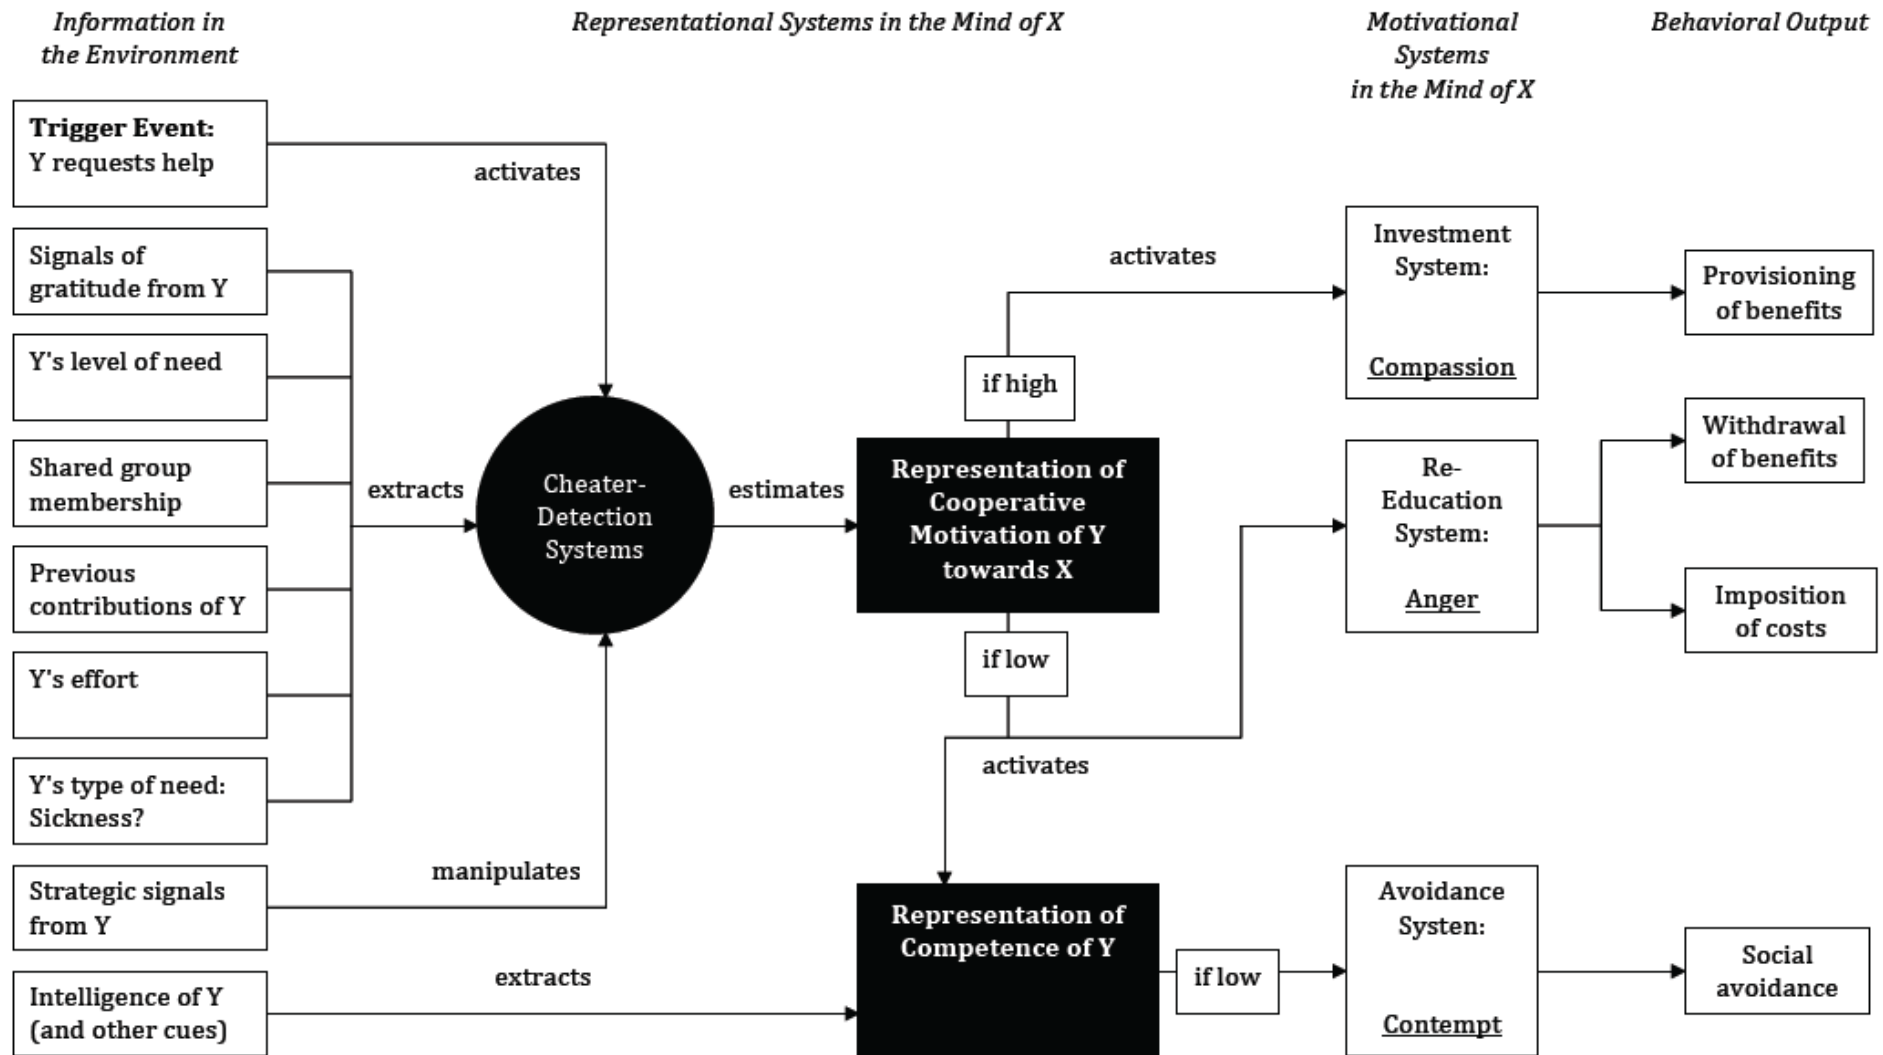 Information in
the Environment
Representational Systems in the Mind of X
Motivational
Systems
in the Mind of X
Behavioral Output
Trigger Event:
Y requests help
activates
Signals of
gratitude from Y
Y's level of need
Shared group
membership
Previous
contributions of Y
Y's effort
Y's type of need:
Sickness?
Strategic signals
from Y
Intelligence of Y
(and other cues)
extracts
manipulates
extracts
Cheater-
Detection
Systems
estimates
Representation of
Cooperative
Motivation of Y
towards X
if high
activates
if low
activates
Representation of
Competence of Y
if low
Investment
System:
Compassion
Re-
Education
System:
Anger
Avoidance
Systen:
Contempt
Provisioning
of benefits
Withdrawal
of benefits
Imposition
of costs
Social
avoidance